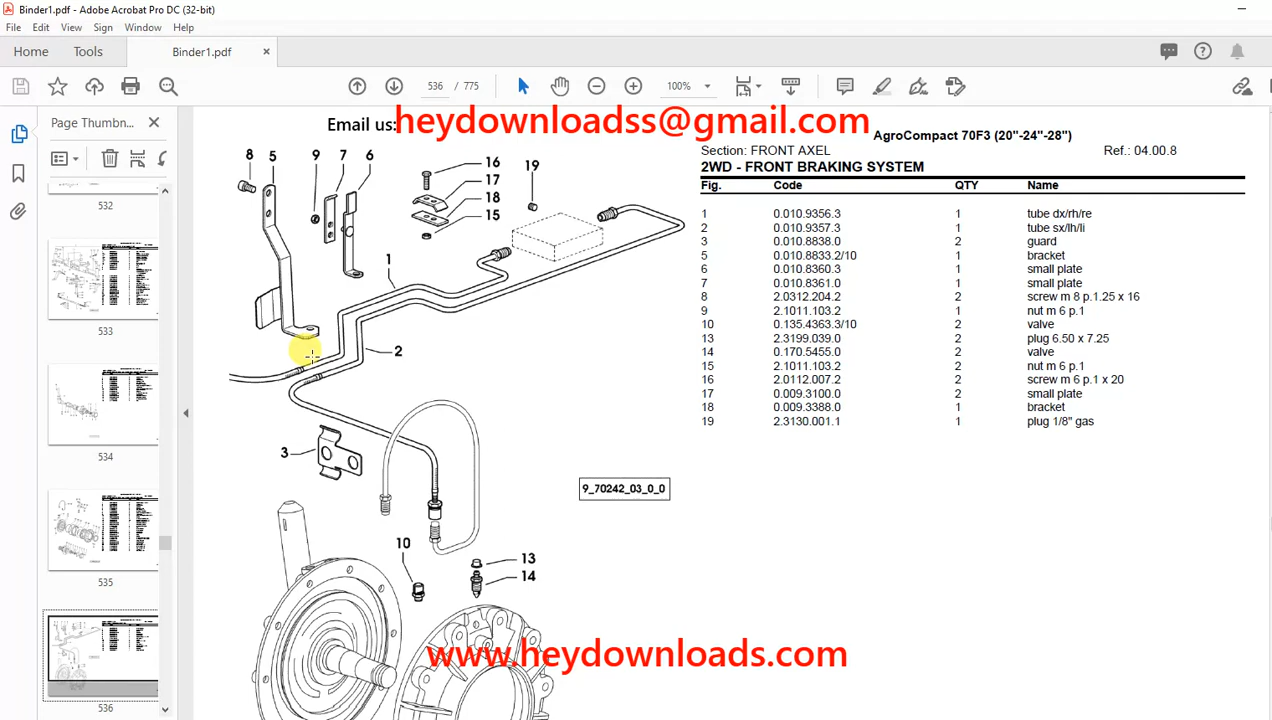 Binder1.pdf - Adobe Acrobat Pro DC (32-bit)
File Edit View Sign Window Help
Home Tools Binder1.pdf ×
536 / 775 100%
Page Thumbn...
532
533
534
535
536
Email us:heydownloadss@gmail.com
AgroCompact 70F3 (20"-24"-28")
Section: FRONT AXEL Ref.: 04.00.8
2WD - FRONT BRAKING SYSTEM
Fig. Code QTY Name
1 0.010.9356.3 1 tube dx/rh/re
2 0.010.9357.3 1 tube sx/lh/li
3 0.010.8838.0 2 guard
5 0.010.8833.2/10 1 bracket
6 0.010.8360.3 1 small plate
7 0.010.8361.0 1 small plate
8 2.0312.204.2 2 screw m 8 p.1.25 x 16
9 2.1011.103.2 1 nut m 6 p.1
10 0.135.4363.3/10 2 valve
13 2.3199.039.0 2 plug 6.50 x 7.25
14 0.170.5455.0 2 valve
15 2.1011.103.2 2 nut m 6 p.1
16 2.0112.007.2 2 screw m 6 p.1 x 20
17 0.009.3100.0 2 small plate
18 0.009.3388.0 1 bracket
19 2.3130.001.1 1 plug 1/8" gas
8 5 9 7 6
16
17
18
15
19
1
2
3
9_70242_03_0_0
10
13
14
www.heydownloads.com